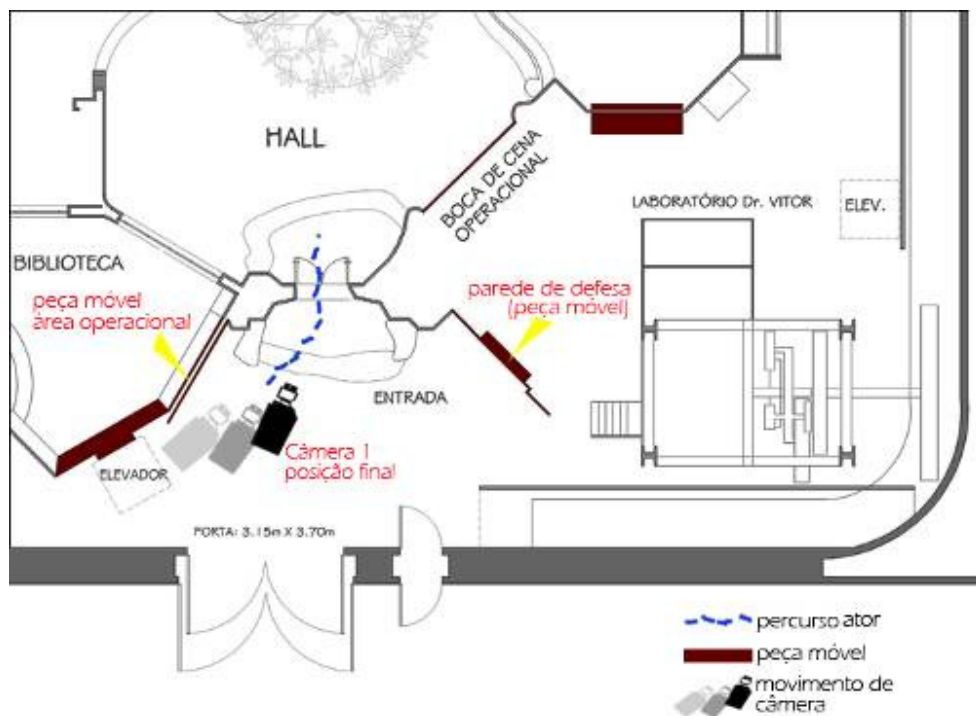 HALL
BOCA DE CENA
OPERACIONAL
LABORATÓRIO Dr. VITOR
ELEV.
BIBLIOTECA
peça móvel
área operacional
parede de defesa
(peça móvel)
ENTRADA
Câmera 1
posição final
ELEVADOR
PORTA: 3.15m X 3.70m
percurso ator
peça móvel
movimento de
câmera